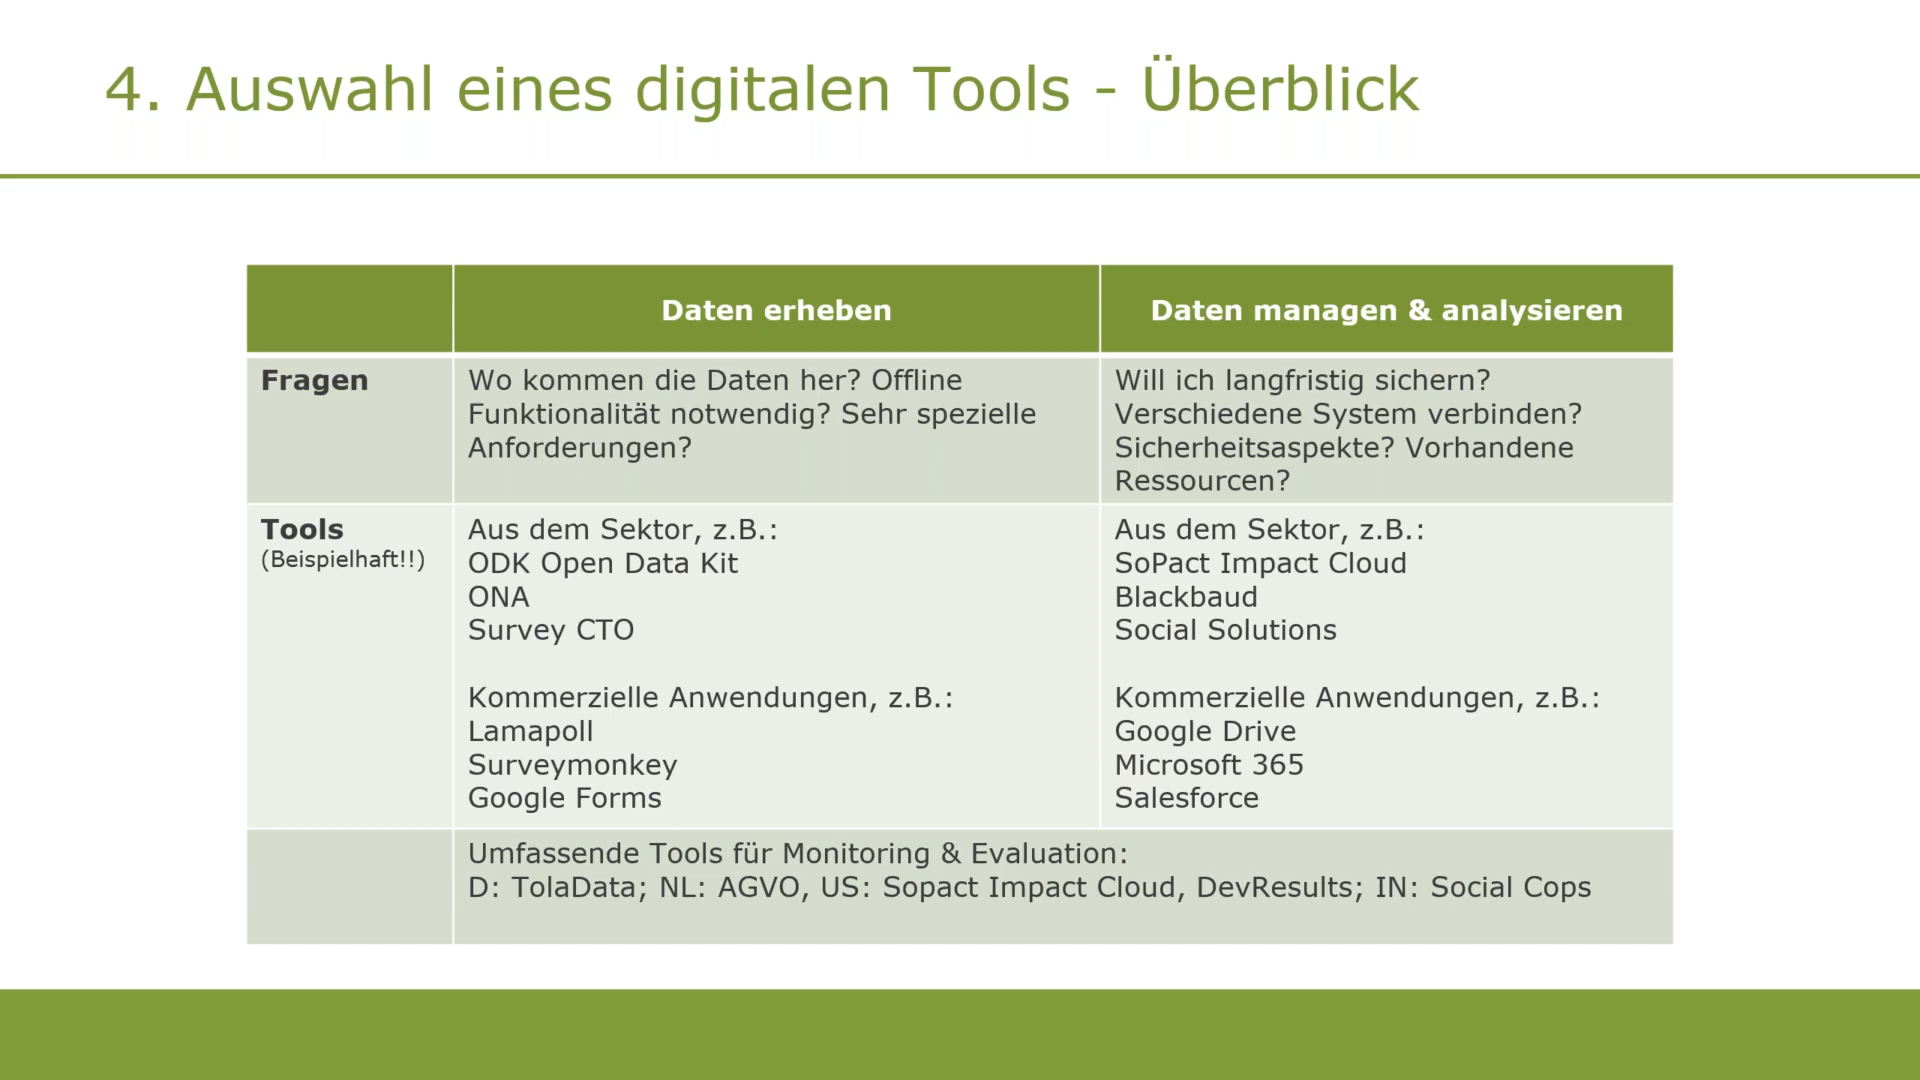 4. Auswahl eines digitalen Tools - Überblick
Daten erheben
Daten managen & analysieren
Fragen
Wo kommen die Daten her? Offline
Funktionalität notwendig? Sehr spezielle
Anforderungen?
Will ich langfristig sichern?
Verschiedene System verbinden?
Sicherheitsaspekte? Vorhandene
Ressourcen?
Tools
(Beispielhaft!!)
Aus dem Sektor, z.B.:
ODK Open Data Kit
ONA
Survey CTO
Kommerzielle Anwendungen, z.B.:
Lamapoll
Surveymonkey
Google Forms
Aus dem Sektor, z.B.:
SoPact Impact Cloud
Blackbaud
Social Solutions
Kommerzielle Anwendungen, z.B.:
Google Drive
Microsoft 365
Salesforce
Umfassende Tools für Monitoring & Evaluation:
D: TolaData; NL: AGVO, US: Sopact Impact Cloud, DevResults; IN: Social Cops